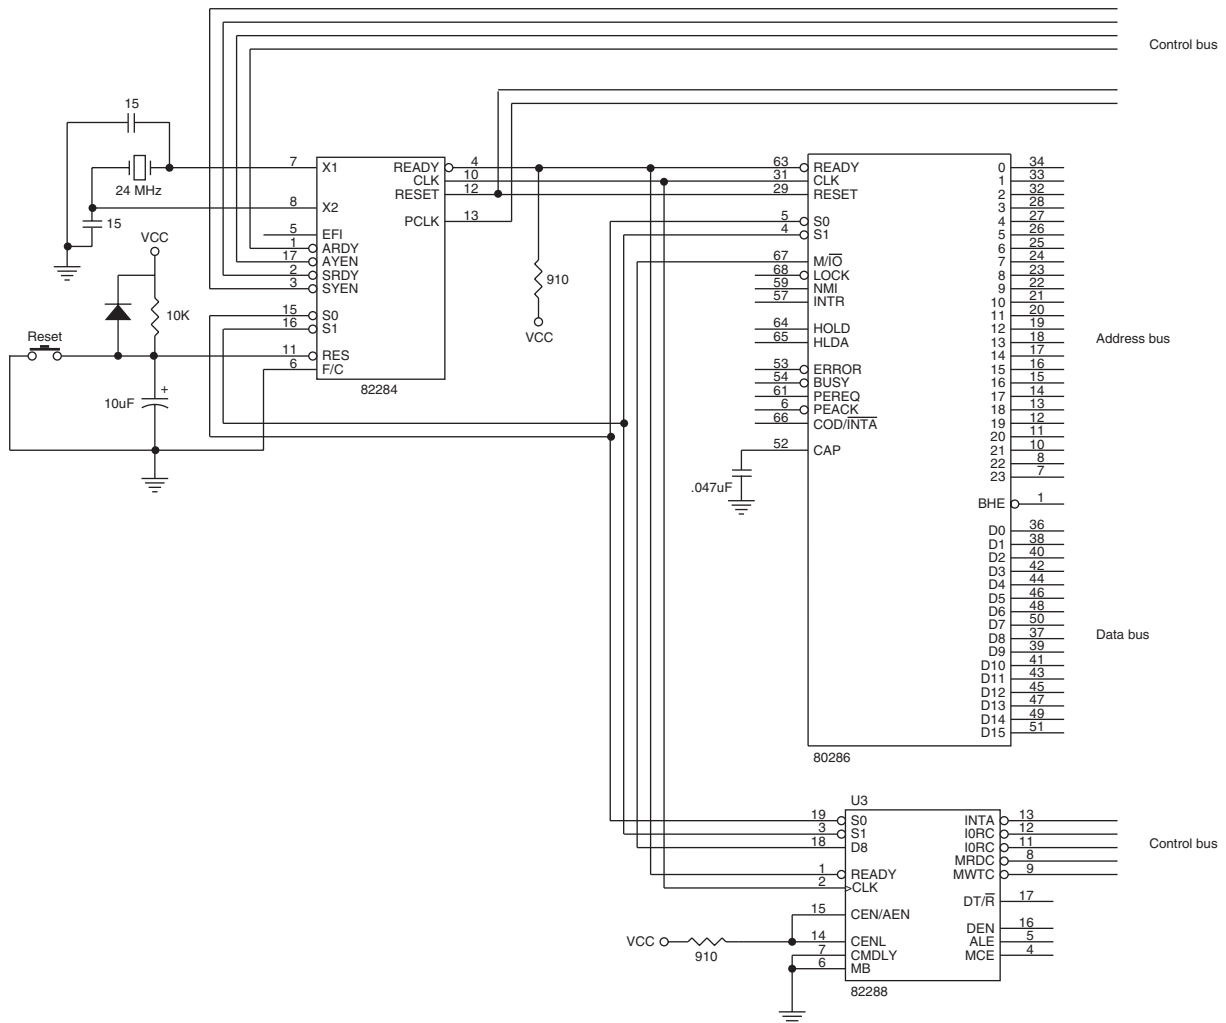 Control bus
15
24 MHz
15
VCC
10K
Reset
10uF
+
7 X1
8 X2
5 EFI
1 ARDY
17 AYEN
2 SRDY
3 SYEN
15 S0
16 S1
11 RES
6 F/C
READY 4
CLK 10
RESET 12
PCLK 13
82284
910
VCC
63 READY
31 CLK
29 RESET
5 S0
4 S1
67 M/IO
68 LOCK
59 NMI
57 INTR
64 HOLD
65 HLDA
53 ERROR
54 BUSY
61 PEREQ
6 PEACK
66 COD/INTA
52 CAP
.047uF
0 34
1 33
2 32
3 28
4 27
5 26
6 25
7 24
8 23
9 22
10 21
11 20
12 19
13 18
14 17
15 16
16 15
17 14
18 13
19 12
20 11
21 10
22 8
23 7
Address bus
BHE 1
D0 36
D1 38
D2 40
D3 42
D4 44
D5 46
D6 48
D7 50
D8 37
D9 39
D10 41
D11 43
D12 45
D13 47
D14 49
D15 51
Data bus
80286
U3
19 S0
3 S1
18 D8
1 READY
2 CLK
15 CEN/AEN
14 CENL
7 CMDLY
6 MB
VCC
910
INTA 13
I0RC 12
I0RC 11
MRDC 8
MWTC 9
DT/R 17
DEN 16
ALE 5
MCE 4
Control bus
82288